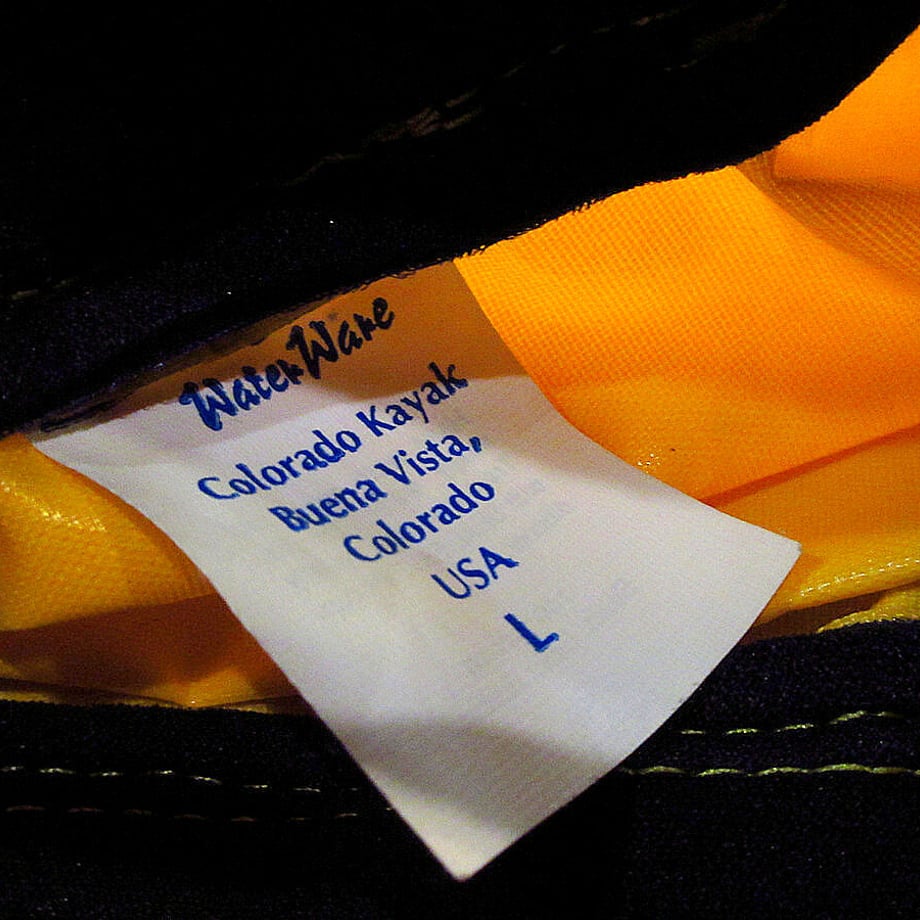 WaterWare
Colorado Kayak
Buena Vista,
Colorado
USA
L